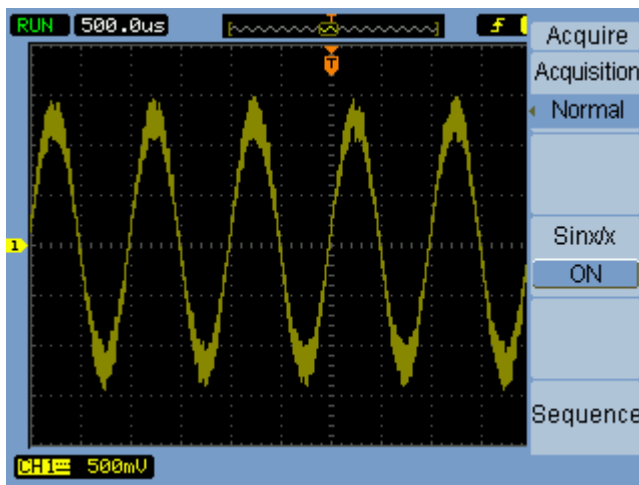 RUN 500.0us
T
Acquire
Acquisition
Normal
1
Sinx/x
ON
Sequence
CH1 500mV